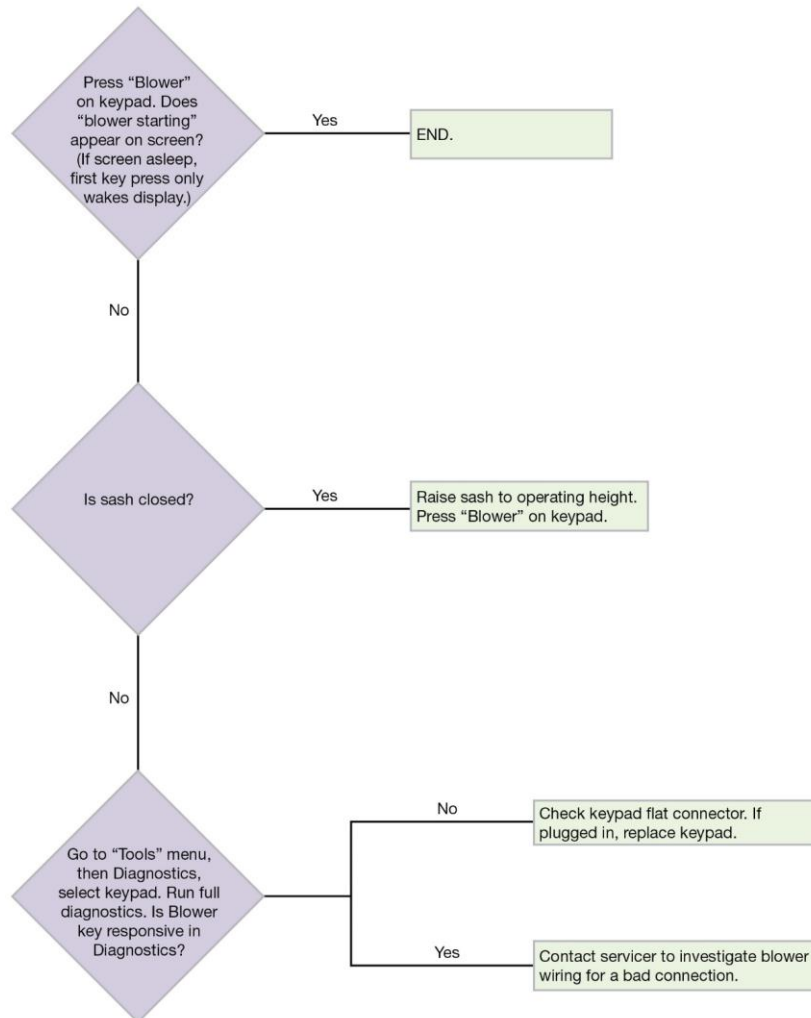 Press “Blower”
on keypad. Does
“blower starting”
appear on screen?
(If screen asleep,
first key press only
wakes display.)
Yes
END.
No
Is sash closed?
Yes
Raise sash to operating height.
Press “Blower” on keypad.
No
Go to “Tools” menu,
then Diagnostics,
select keypad. Run full
diagnostics. Is Blower
key responsive in
Diagnostics?
No
Check keypad flat connector. If
plugged in, replace keypad.
Yes
Contact servicer to investigate blower
wiring for a bad connection.